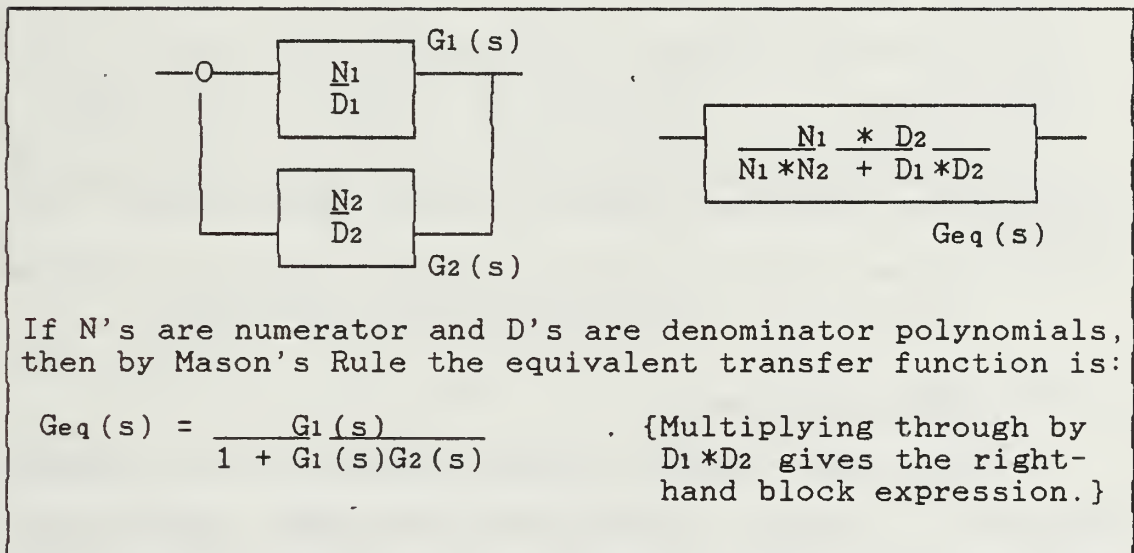 G1(s)
N1
D1
N2
D2
G2(s)
N1 * D2
N1*N2 + D1*D2
Geq(s)
If N's are numerator and D's are denominator polynomials,
then by Mason's Rule the equivalent transfer function is:
Geq(s) = G1(s)
1 + G1(s)G2(s)
. {Multiplying through by
D1*D2 gives the right-
hand block expression.}